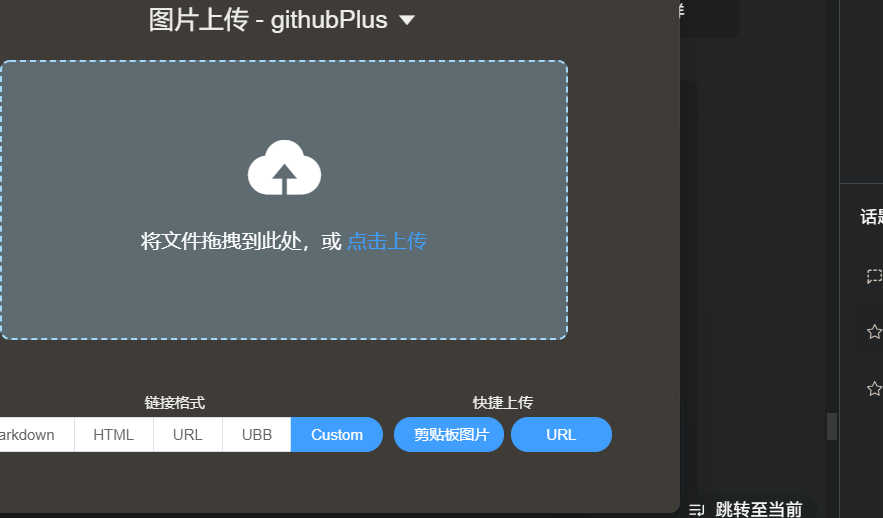 图片上传 - githubPlus
将文件拖拽到此处，或 点击上传
链接格式
快捷上传
arkdown
HTML
URL
UBB
Custom
剪贴板图片
URL
样
话题
跳转至当前